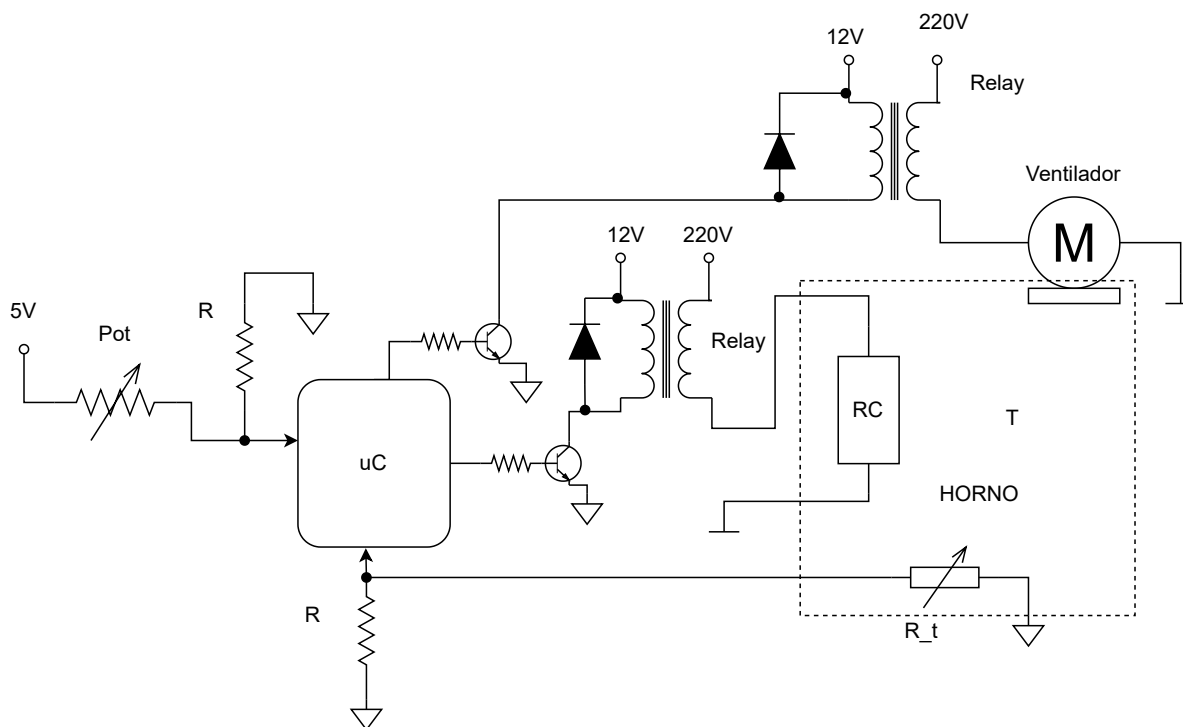 12V
220V
Relay
Ventilador
M
12V
220V
5V
R
Pot
Relay
RC
T
uC
HORNO
R
R_t